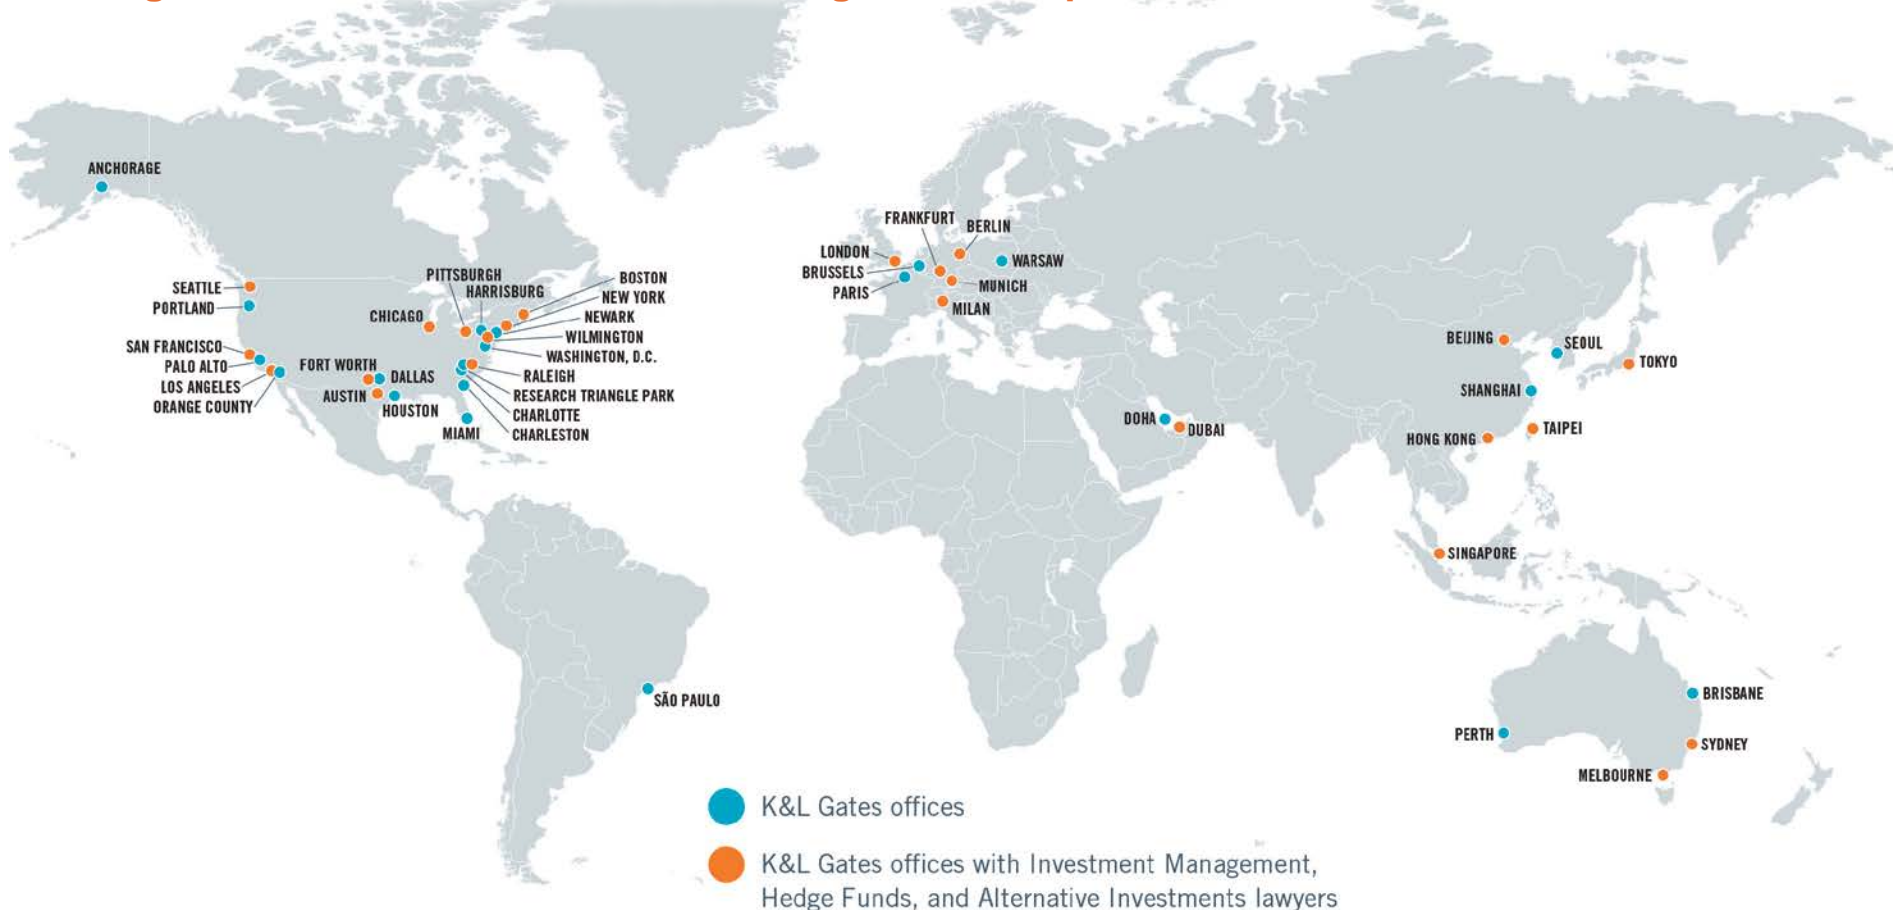 ANCHORAGE
SEATTLE
PORTLAND
SAN FRANCISCO
PALO ALTO
LOS ANGELES
ORANGE COUNTY
CHICAGO
FORT WORTH
DALLAS
AUSTIN
HOUSTON
MIAMI
PITTSBURGH
HARRISBURG
BOSTON
NEW YORK
NEWARK
WILMINGTON
WASHINGTON, D.C.
RALEIGH
RESEARCH TRIANGLE PARK
CHARLOTTE
CHARLESTON
SÃO PAULO
FRANKFURT
BERLIN
LONDON
BRUSSELS
PARIS
WARSAW
MUNICH
MILAN
DOHA
DUBAI
BEIJING
SEOUL
TOKYO
SHANGHAI
HONG KONG
TAIPEI
SINGAPORE
BRISBANE
PERTH
SYDNEY
MELBOURNE
K&L Gates offices
K&L Gates offices with Investment Management,
Hedge Funds, and Alternative Investments lawyers